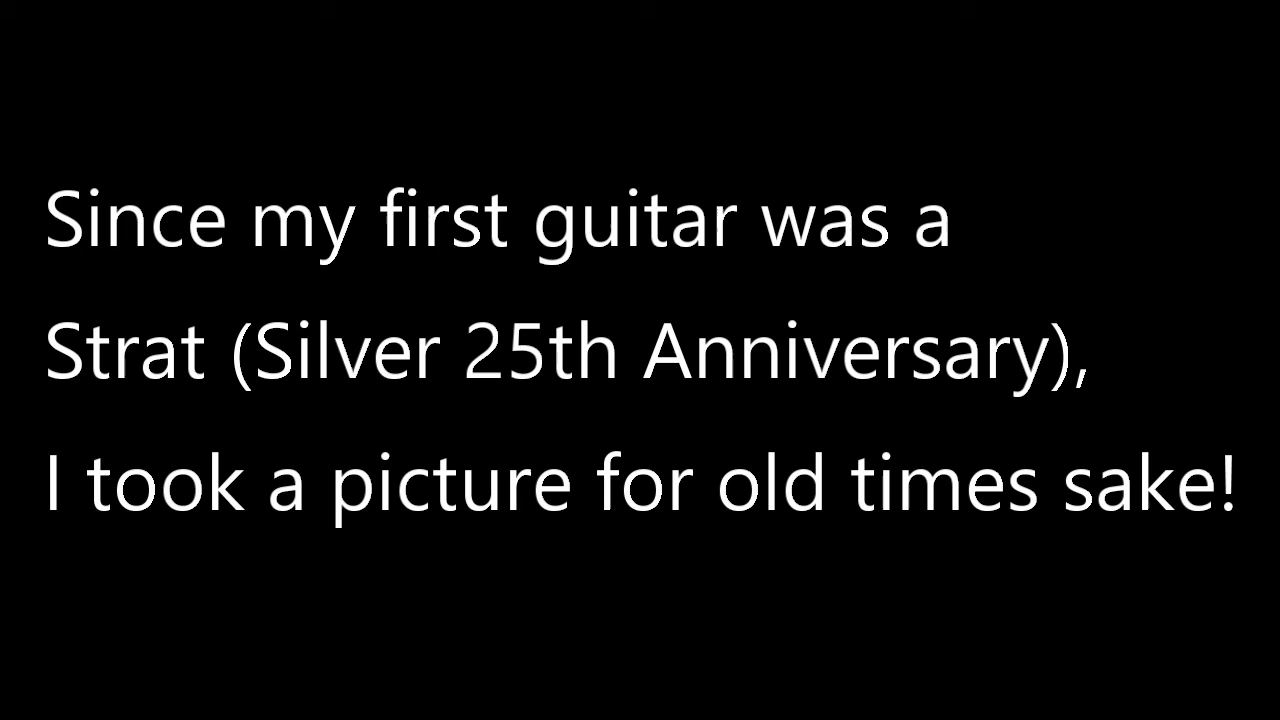 Since my first guitar was a
Strat (Silver 25th Anniversary),
I took a picture for old times sake!